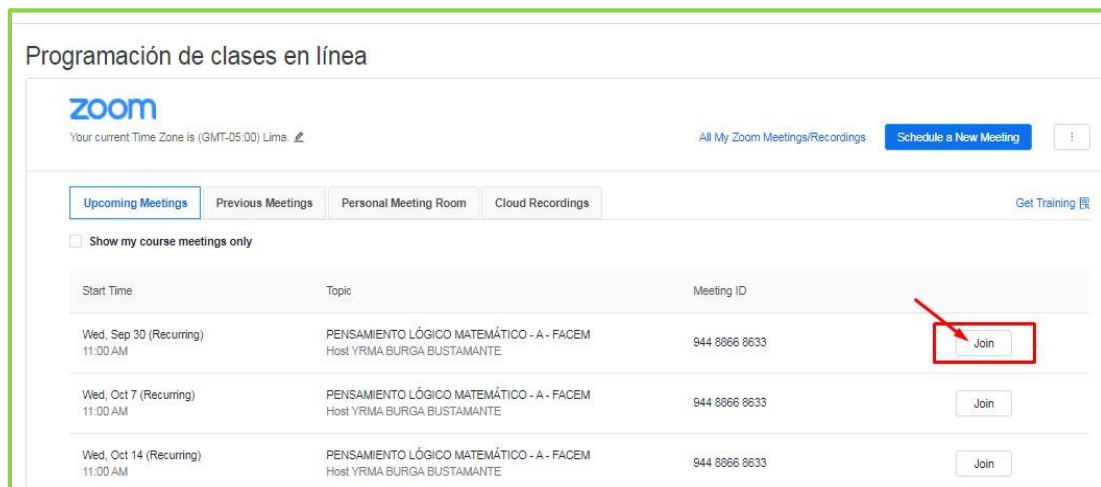 Programación de clases en línea
zoom
Your current Time Zone is (GMT-05:00) Lima.
All My Zoom Meetings/Recordings
Schedule a New Meeting
Upcoming Meetings
Previous Meetings
Personal Meeting Room
Cloud Recordings
Get Training
Show my course meetings only
Start Time
Topic
Meeting ID
Wed, Sep 30 (Recurring)
11:00 AM
PENSAMIENTO LÓGICO MATEMÁTICO - A - FACEM
Host YRMA BURGA BUSTAMANTE
944 8866 8633
Join
Wed, Oct 7 (Recurring)
11:00 AM
PENSAMIENTO LÓGICO MATEMÁTICO - A - FACEM
Host YRMA BURGA BUSTAMANTE
944 8866 8633
Join
Wed, Oct 14 (Recurring)
11:00 AM
PENSAMIENTO LÓGICO MATEMÁTICO - A - FACEM
Host YRMA BURGA BUSTAMANTE
944 8866 8633
Join